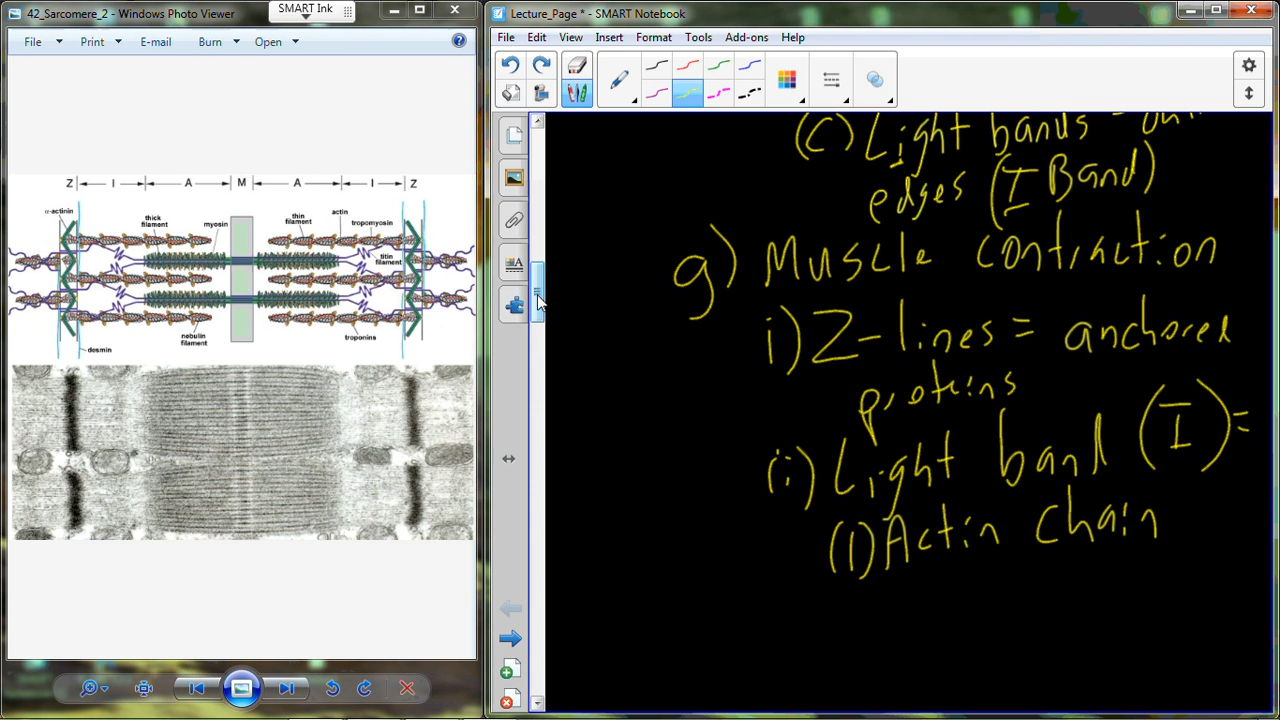 42_Sarcomere_2 - Windows Photo Viewer
SMART Ink
File Print E-mail Burn Open
Z I A M A I Z
α-actinin
thick filament
myosin
thin filament
actin
tropomyosin
titin filament
nebulin filament
troponins
desmin
Lecture_Page * - SMART Notebook
File Edit View Insert Format Tools Add-ons Help
(C) Light bands -
edges (I Band)
g) Muscle contraction
i) Z-lines = anchored
proteins
ii) Light band (I) =
(1) Actin Chain